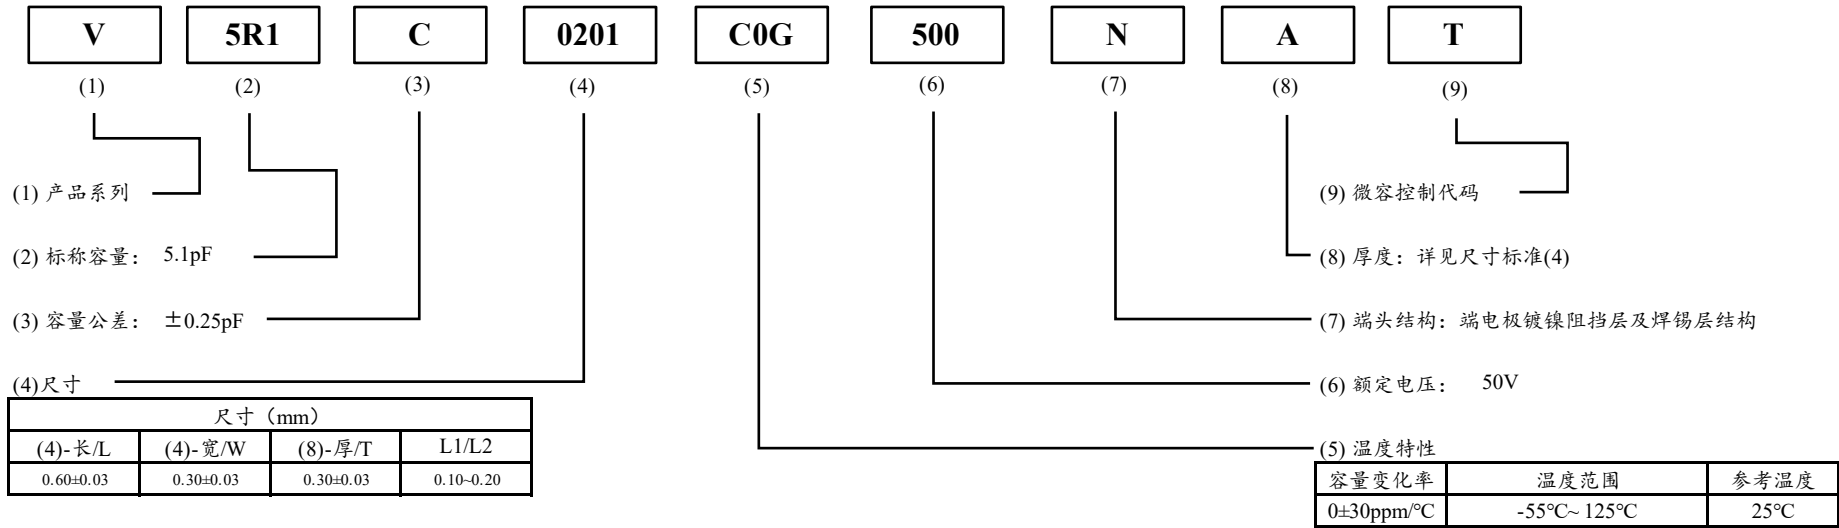 V 5R1 C 0201 C0G 500 N A T
(1) (2) (3) (4) (5) (6) (7) (8) (9)
(1) 产品系列
(9) 微容控制代码
(2) 标称容量： 5.1pF
(8) 厚度：详见尺寸标准(4)
(3) 容量公差： ±0.25pF
(7) 端头结构：端电极镀镍阻挡层及焊锡层结构
(4)尺寸
(6) 额定电压： 50V
尺寸（mm）
(4)-长/L (4)-宽/W (8)-厚/T L1/L2
0.60±0.03 0.30±0.03 0.30±0.03 0.10~0.20
(5) 温度特性
容量变化率 温度范围 参考温度
0±30ppm/℃ -55℃~ 125℃ 25℃